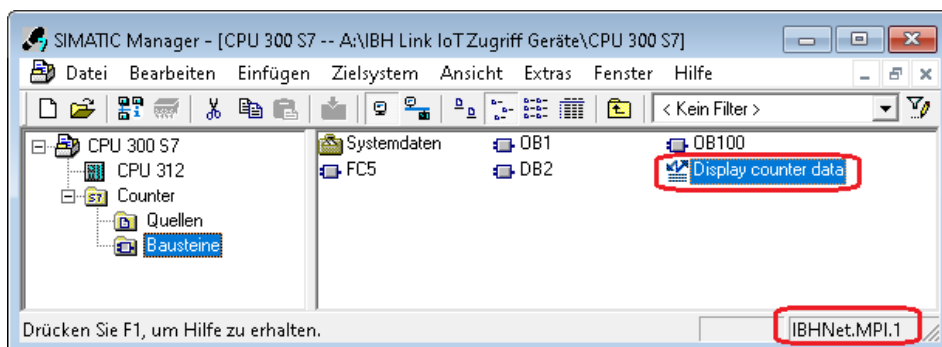 SIMATIC Manager - [CPU 300 S7 -- A:\IBH Link IoT Zugriff Geräte\CPU 300 S7]
Datei Bearbeiten Einfügen Zielsystem Ansicht Extras Fenster Hilfe
< Kein Filter >
CPU 300 S7
CPU 312
Counter
Quellen
Bausteine
Systemdaten OB1 OB100
FC5 DB2 Display counter data
Drücken Sie F1, um Hilfe zu erhalten. IBHNet.MPI.1